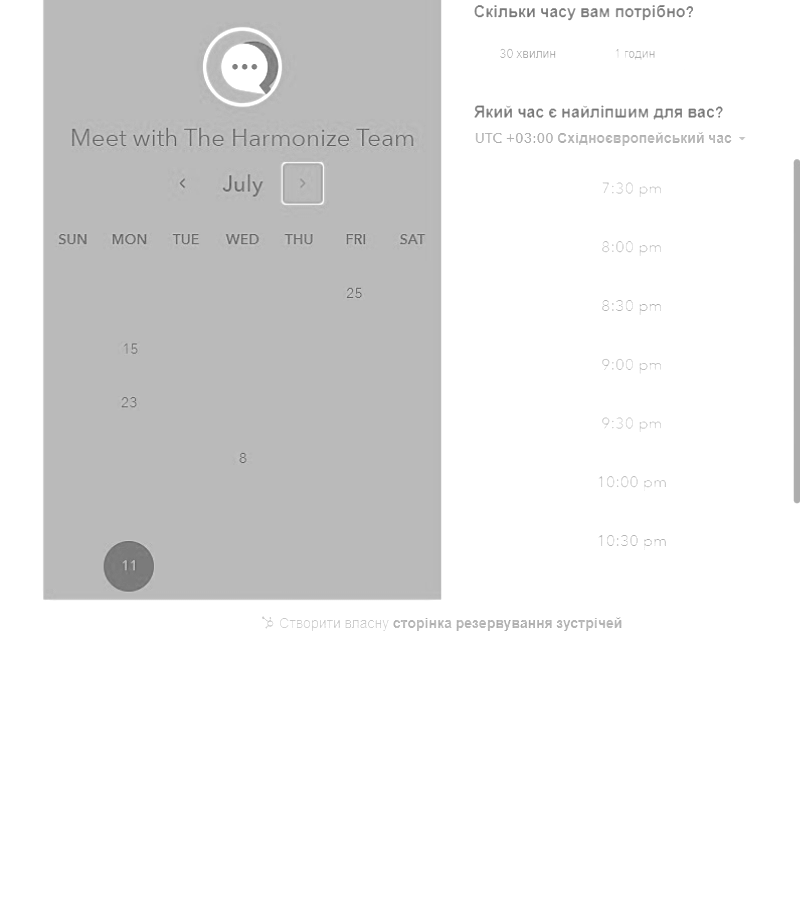 Meet with The Harmonize Team
July
SUN MON TUE WED THU FRI SAT
25
15
23
8
11
Скільки часу вам потрібно?
30 хвилин 1 годин
Який час є найліпшим для вас?
UTC +03:00 Східноєвропейський час
7:30 pm
8:00 pm
8:30 pm
9:00 pm
9:30 pm
10:00 pm
10:30 pm
Створити власну сторінка резервування зустрічей